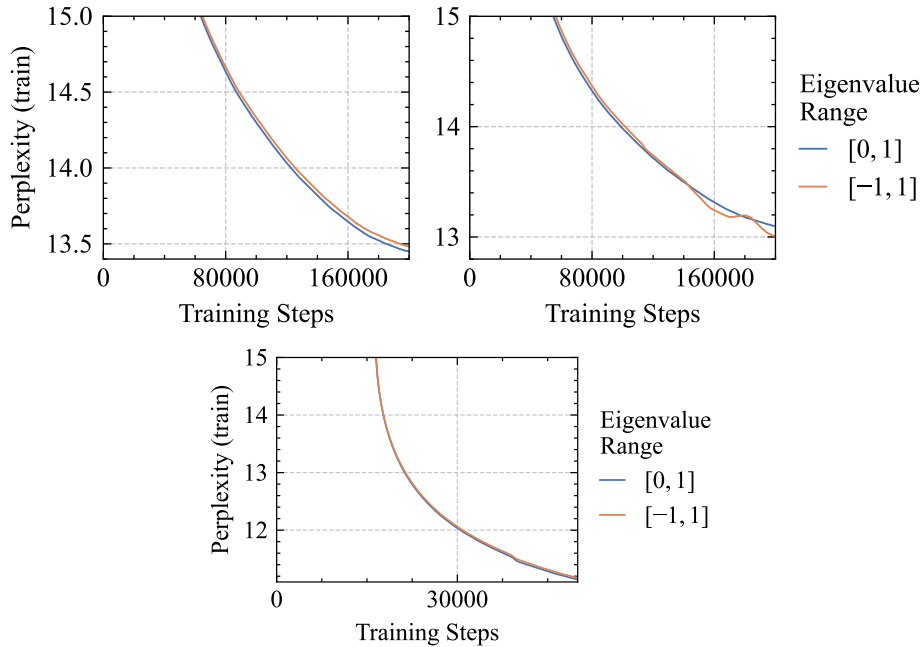 15.0
14.5
14.0
13.5
Perplexity (train)
0
80000
160000
Training Steps
15
14
13
0
80000
160000
Training Steps
Eigenvalue
Range
[0, 1]
[−1, 1]
15
14
13
12
Perplexity (train)
0
30000
Training Steps
Eigenvalue
Range
[0, 1]
[−1, 1]